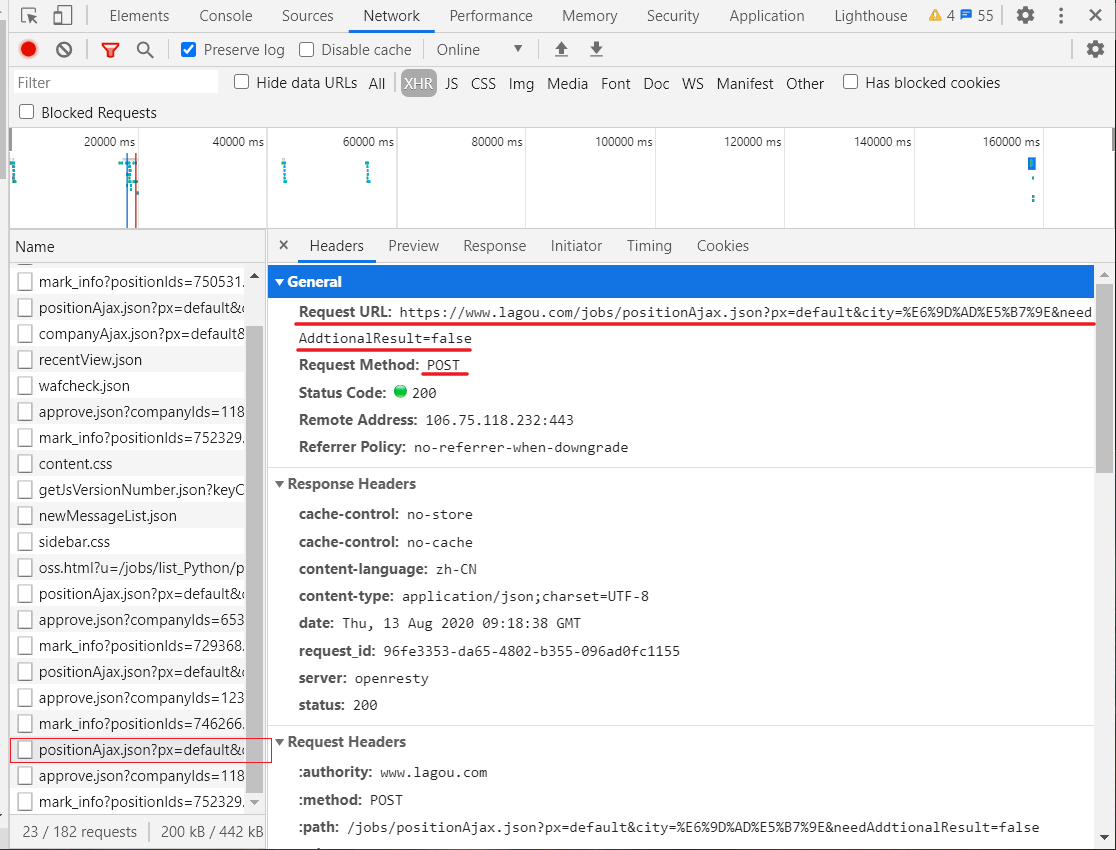 Elements Console Sources Network Performance Memory Security Application Lighthouse 4 55
Preserve log Disable cache Online
Filter Hide data URLs All XHR JS CSS Img Media Font Doc WS Manifest Other Has blocked cookies
Blocked Requests
20000 ms 40000 ms 60000 ms 80000 ms 100000 ms 120000 ms 140000 ms 160000 ms
Name
mark_info?positionIds=750531.
positionAjax.json?px=default&
companyAjax.json?px=default&
recentView.json
wafcheck.json
approve.json?companyIds=118
mark_info?positionIds=752329.
content.css
getJsVersionNumber.json?keyC
newMessageList.json
sidebar.css
oss.html?u=/jobs/list_Python/p
positionAjax.json?px=default&
approve.json?companyIds=653
mark_info?positionIds=729368.
positionAjax.json?px=default&
approve.json?companyIds=123
mark_info?positionIds=746266.
positionAjax.json?px=default&
approve.json?companyIds=118
mark_info?positionIds=752329.
23 / 182 requests 200 kB / 442 kB
× Headers Preview Response Initiator Timing Cookies
General
Request URL: https://www.lagou.com/jobs/positionAjax.json?px=default&city=%E6%9D%AD%E5%B7%9E&need
AddtionalResult=false
Request Method: POST
Status Code: 200
Remote Address: 106.75.118.232:443
Referrer Policy: no-referrer-when-downgrade
Response Headers
cache-control: no-store
cache-control: no-cache
content-language: zh-CN
content-type: application/json;charset=UTF-8
date: Thu, 13 Aug 2020 09:18:38 GMT
request_id: 96fe3353-da65-4802-b355-096ad0fc1155
server: openresty
status: 200
Request Headers
:authority: www.lagou.com
:method: POST
:path: /jobs/positionAjax.json?px=default&city=%E6%9D%AD%E5%B7%9E&needAddtionalResult=false